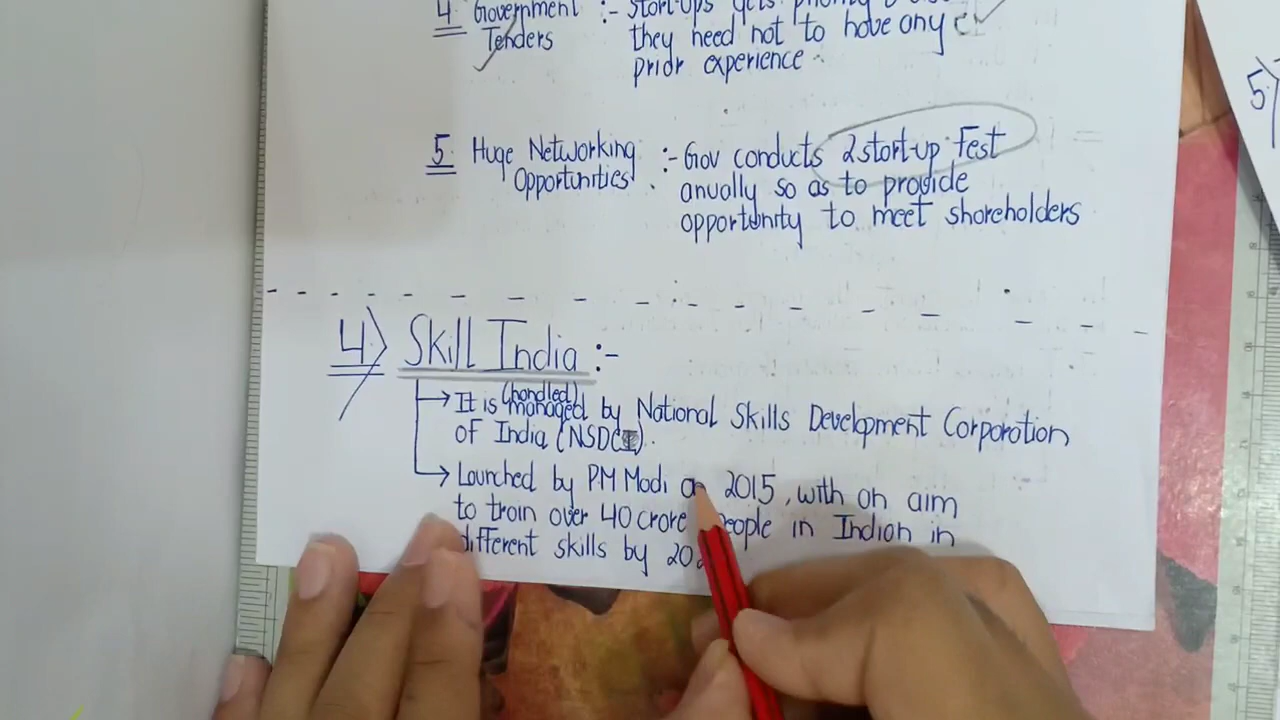 4 Government :- Start-Ups gets
Tenders they need not to have any
prior experience
5 Huge Networking :- Gov conducts 2 start-up Fest
Opportunities. anually so as to provide
opportunity to meet shareholders
4) Skill India :-
(handled)
It is managed by National Skills Development Corporation
of India (NSDCI).
Launched by PM Modi 2015, with an aim
to train over 40 crore people in Indian in
different skills by
5)